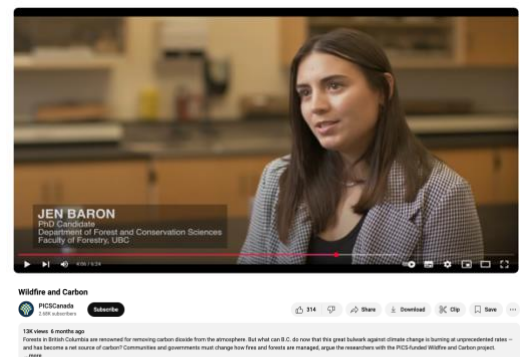 JEN BARON
PhD Candidate
Department of Forest and Conservation Sciences
Faculty of Forestry, UBC
4:06 / 6:24
Wildfire and Carbon
PICSCanada
Subscribe
314
Share
Download
Clip
Save
13K views 6 months ago
Forests in British Columbia are renowned for removing carbon dioxide from the atmosphere. But what can B.C. do now that this great bulwark against climate change is burning at unprecedented rates —
and has become a net source of carbon? Communities and governments must change how fires and forests are managed, argue the researchers with the PICS-funded Wildfire and Carbon project.
...more